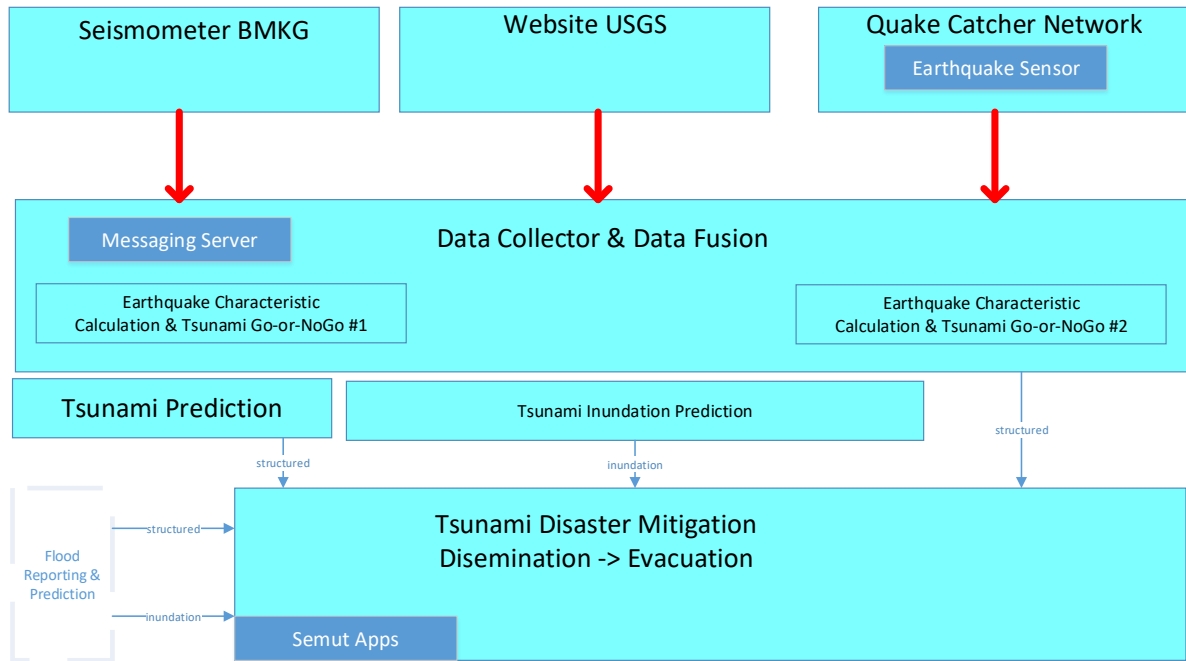 Seismometer BMKG
Website USGS
Quake Catcher Network
Earthquake Sensor
Messaging Server
Data Collector & Data Fusion
Earthquake Characteristic
Calculation & Tsunami Go-or-NoGo #1
Earthquake Characteristic
Calculation & Tsunami Go-or-NoGo #2
Tsunami Prediction
Tsunami Inundation Prediction
structured
inundation
structured
Flood
Reporting &
Prediction
structured
inundation
Tsunami Disaster Mitigation
Disemination -> Evacuation
Semut Apps